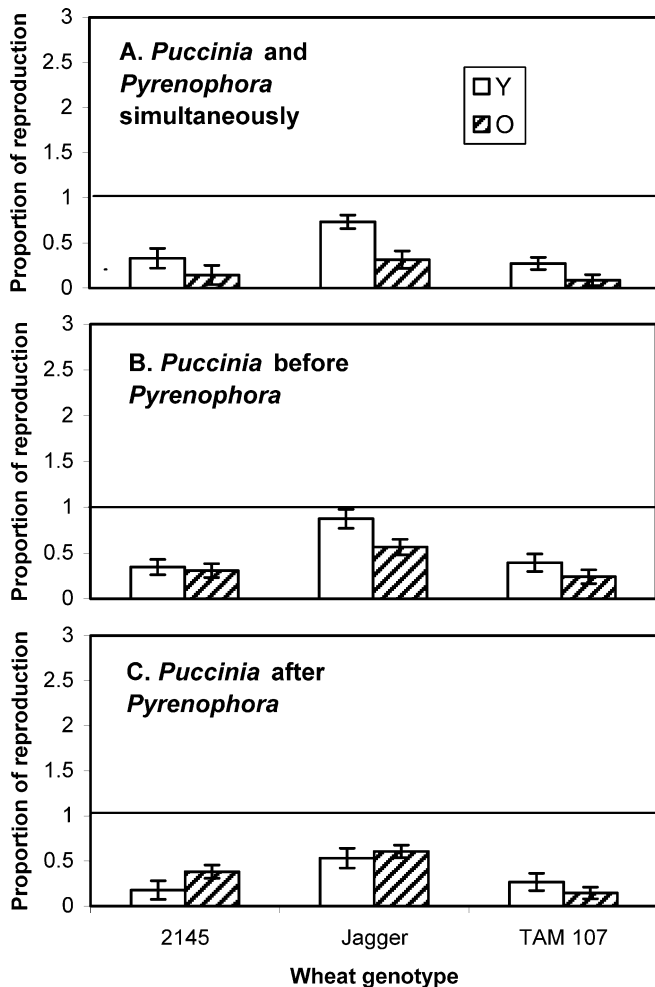 3
2.5
2
1.5
1
0.5
0
Proportion of reproduction
A. Puccinia and
Pyrenophora
simultaneously
Y
O
3
2.5
2
1.5
1
0.5
0
Proportion of reproduction
B. Puccinia before
Pyrenophora
3
2.5
2
1.5
1
0.5
0
Proportion of reproduction
C. Puccinia after
Pyrenophora
2145 Jagger TAM 107
Wheat genotype